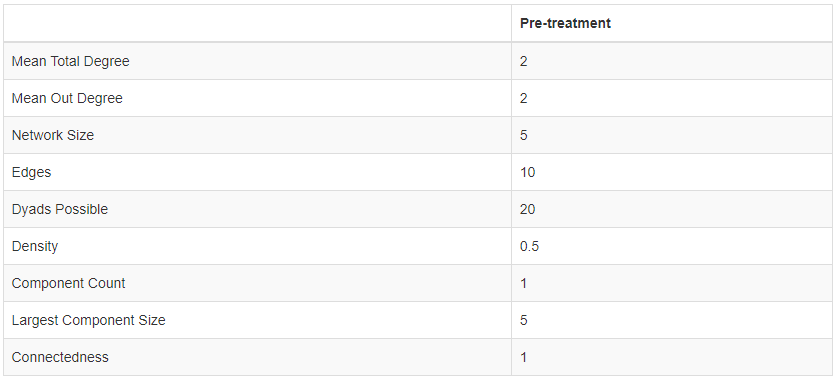 Pre-treatment
Mean Total Degree 2
Mean Out Degree 2
Network Size 5
Edges 10
Dyads Possible 20
Density 0.5
Component Count 1
Largest Component Size 5
Connectedness 1